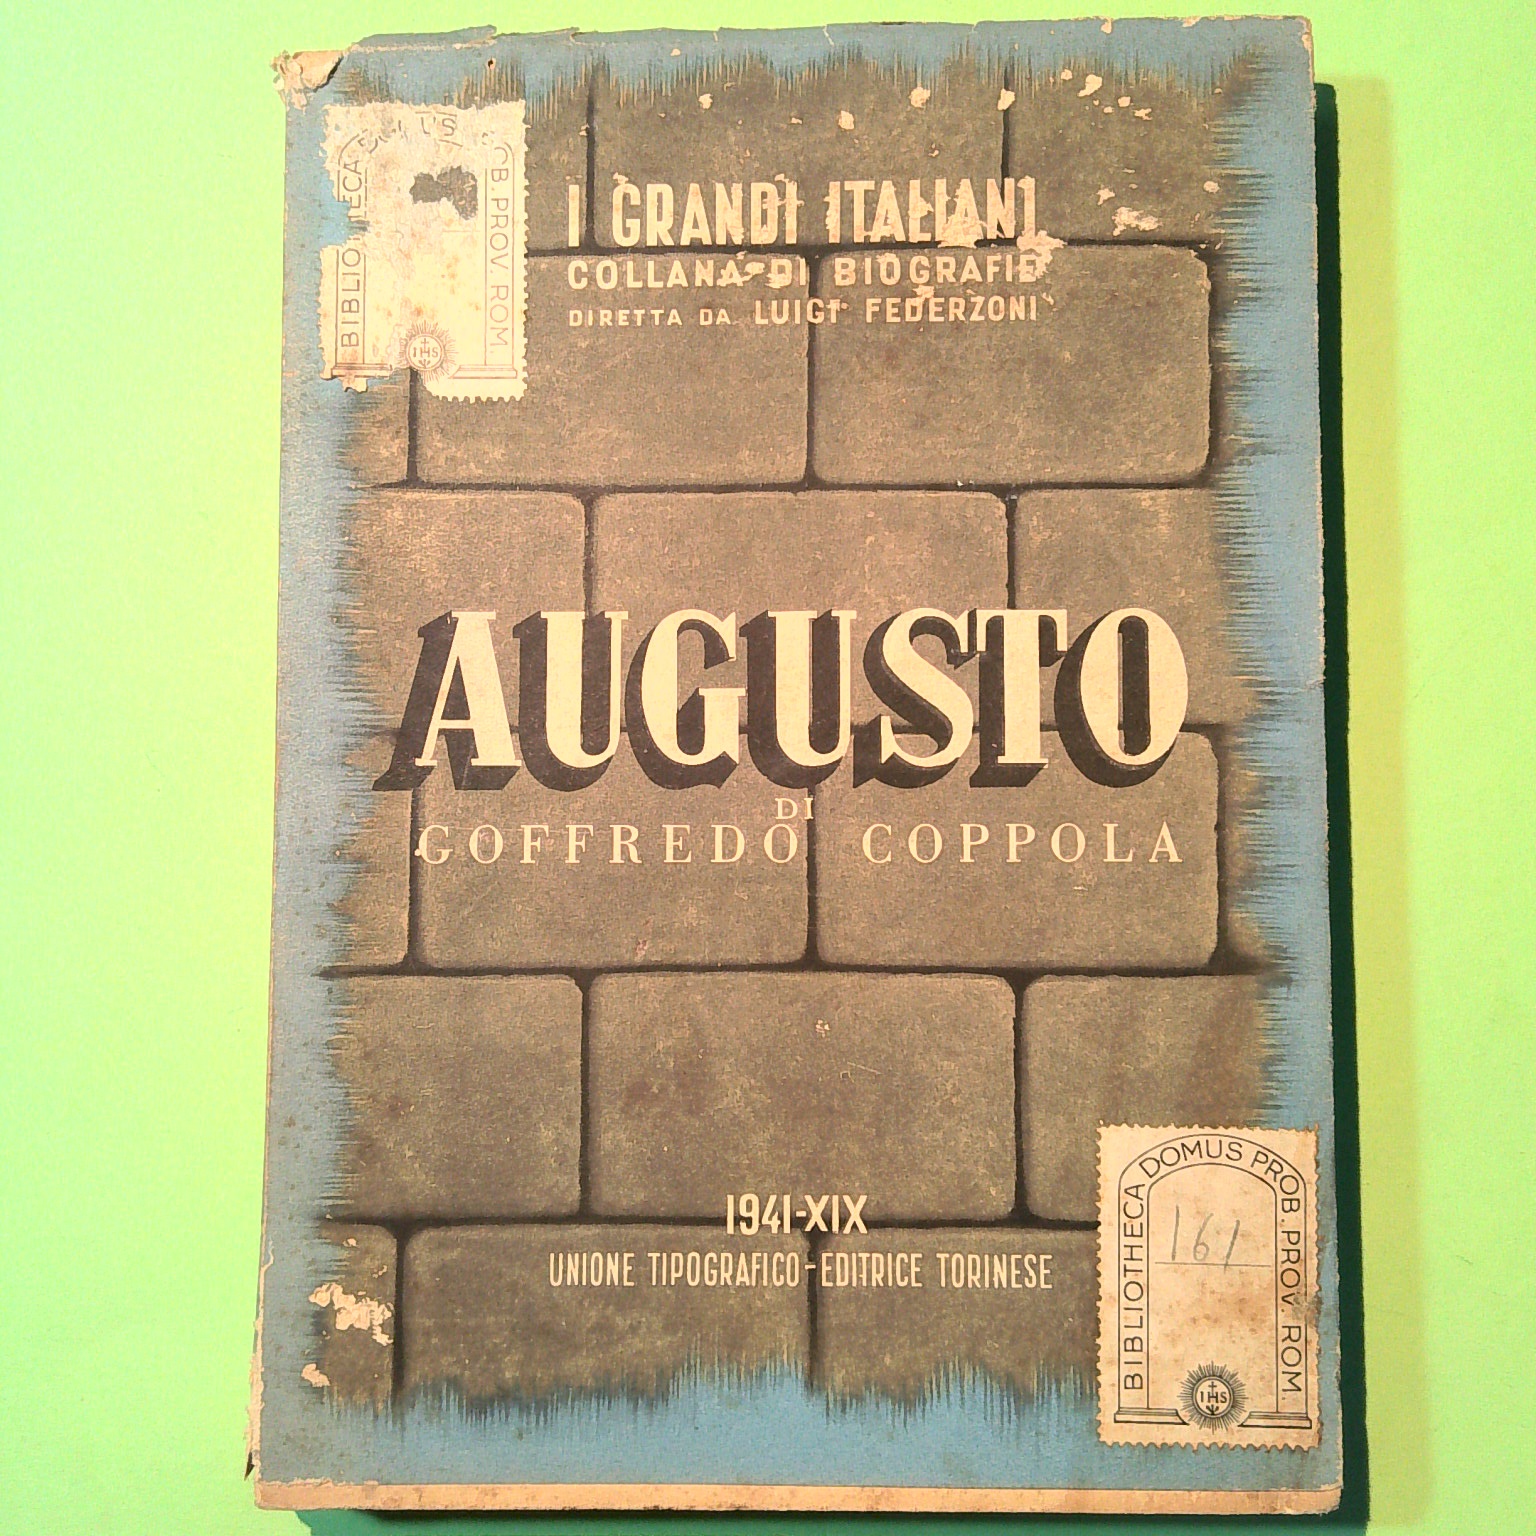 I GRANDI ITALIANI
COLLANA DI BIOGRAFIE
DIRETTA DA LUIGI FEDERZONI
AUGUSTO
DI
GOFFREDO COPPOLA
1941-XIX
UNIONE TIPOGRAFICO-EDITRICE TORINESE
PROV. ROM.
IHS
BIBLIOTHECA DOMUS PROB. PROV. ROM.
161
IHS